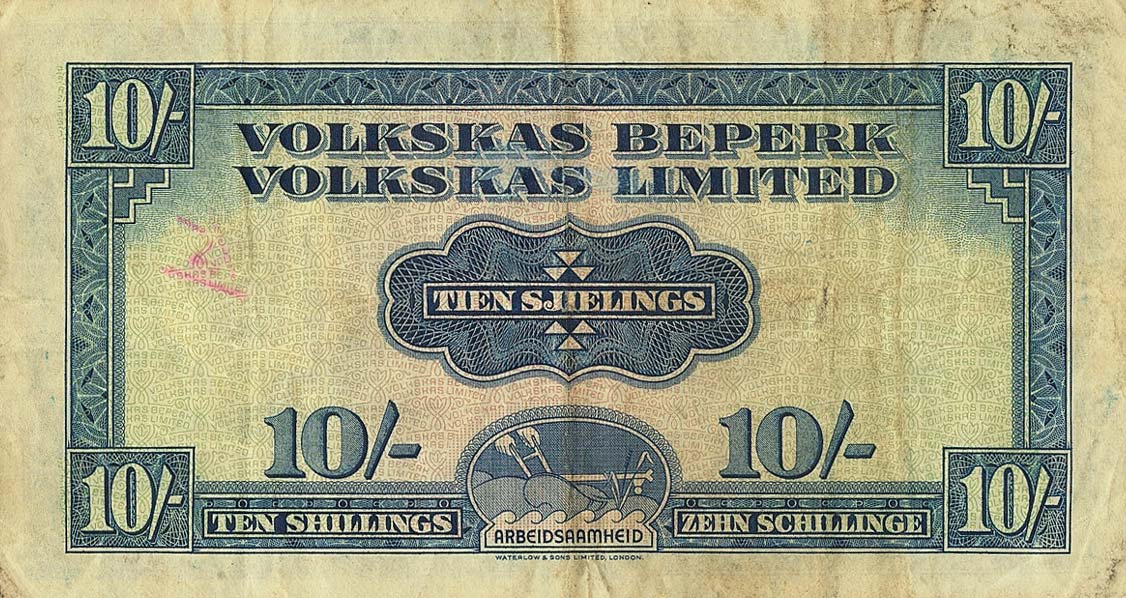 10/- 10/-
VOLKSKAS BEPERK
VOLKSKAS LIMITED
TIEN SJIELINGS
10/- 10/-
10/- 10/-
TEN SHILLINGS ZEHN SCHILLINGE
ARBEIDSAAMHEID
WATERLOW & SONS LIMITED, LONDON.